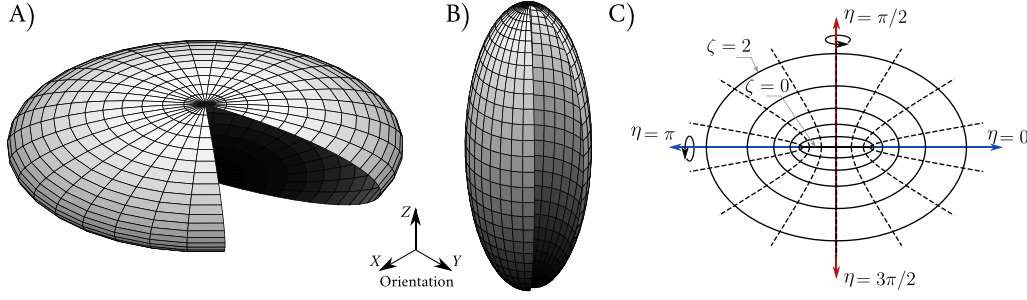 A)
B)
C)
η = π/2
ζ = 2
ζ = 0
η = π
η = 0
Z
X
Y
Orientation
η = 3π/2